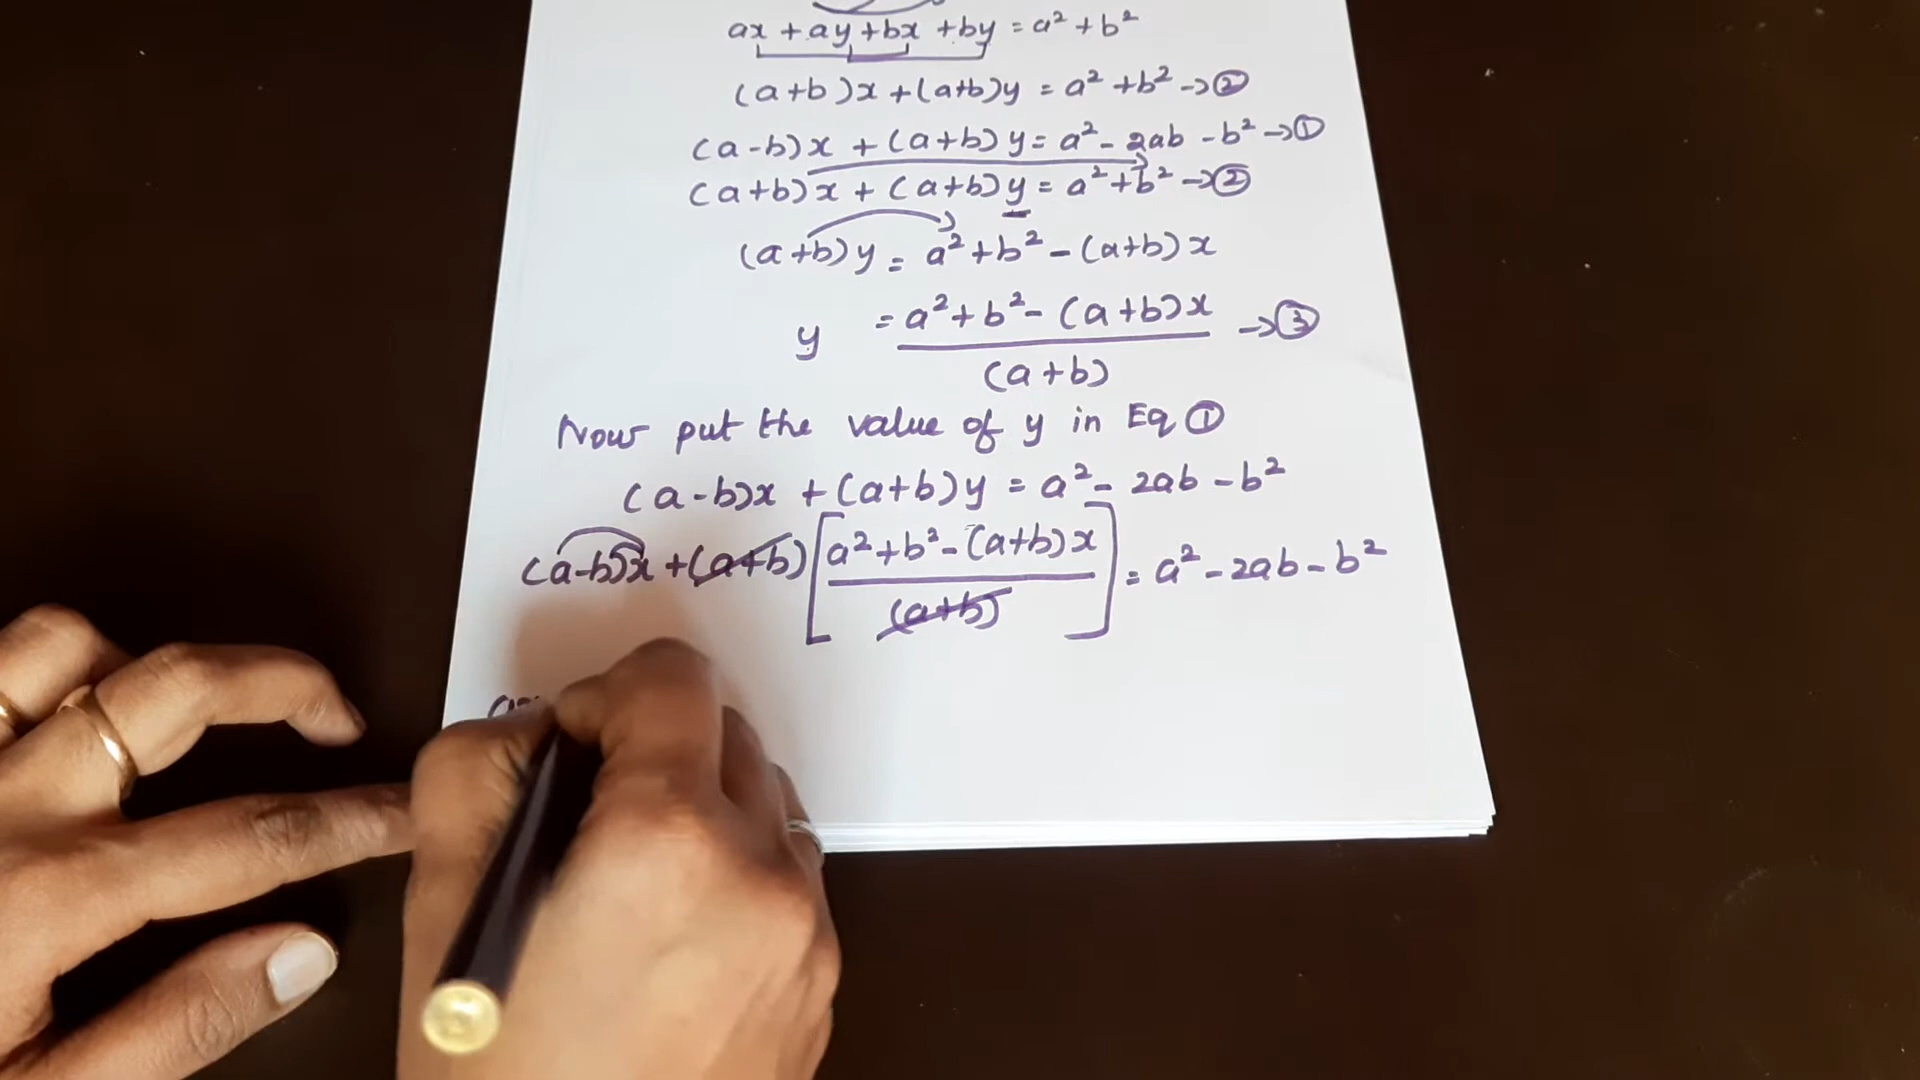 ax + ay + bx + by = a² + b²
(a+b)x + (a+b)y = a² + b² → ②
(a-b)x + (a+b)y = a² - 2ab - b² → ①
(a+b)x + (a+b)y = a² + b² → ②
(a+b)y = a² + b² - (a+b)x
y = a² + b² - (a+b)x → ③
(a+b)
Now put the value of y in Eq ①
(a-b)x + (a+b)y = a² - 2ab - b²
(a-b)x + (a+b) [a² + b² - (a+b)x] = a² - 2ab - b²
(a+b)